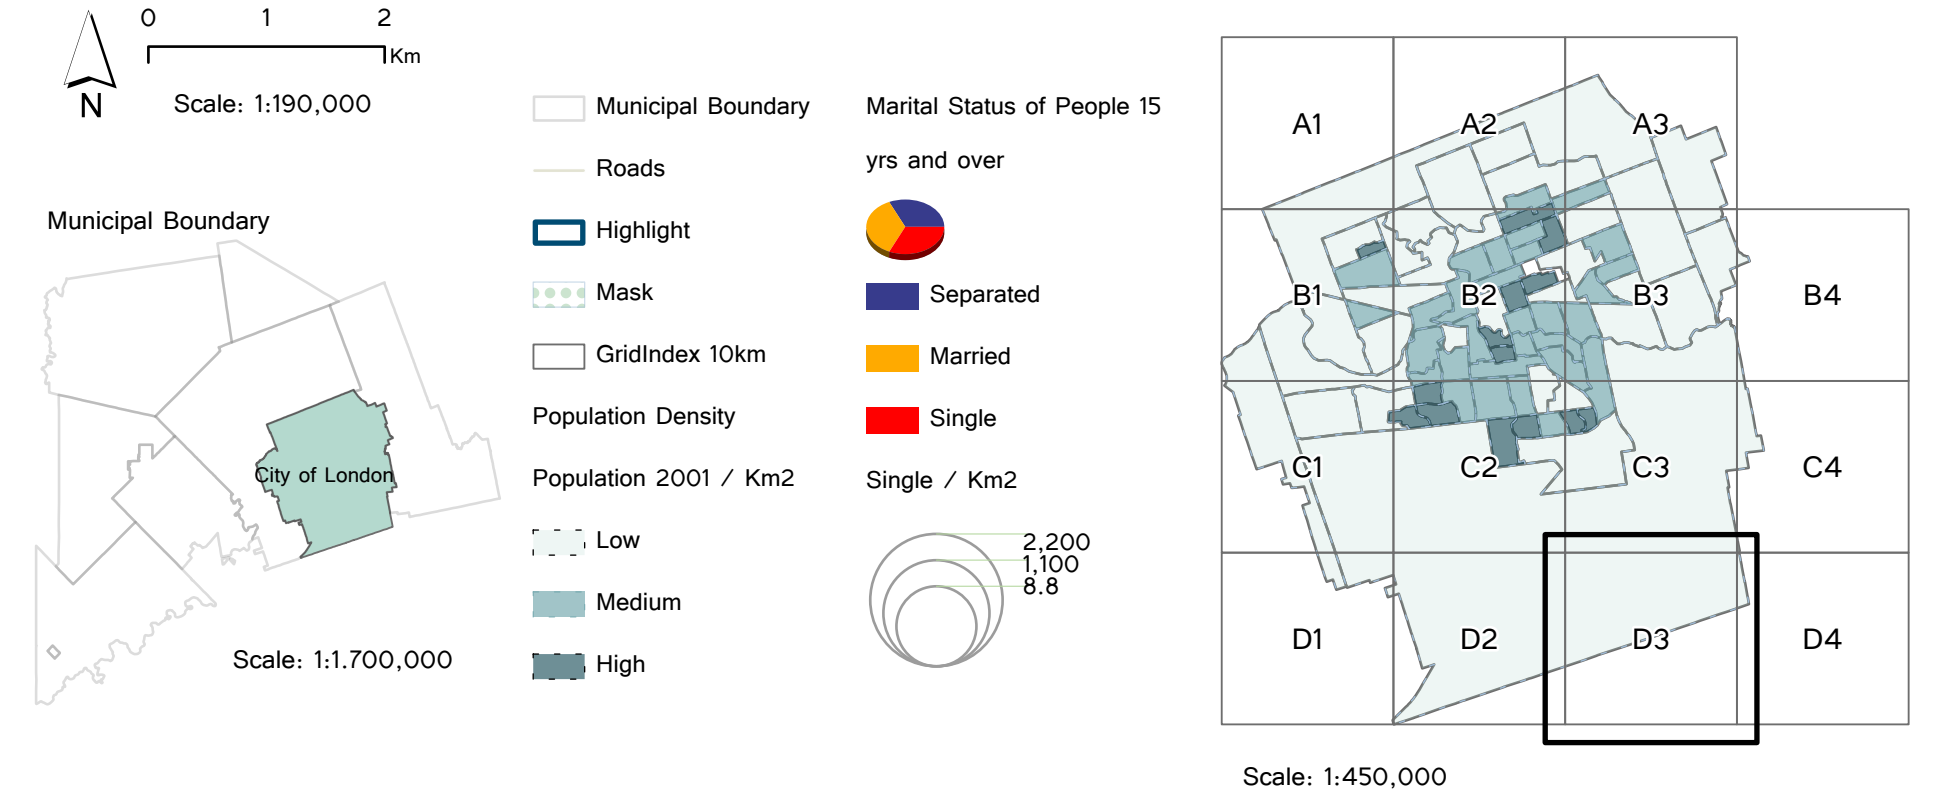 0 1 2
Km
N
Scale: 1:190,000
Municipal Boundary
City of London
Scale: 1:1.700,000
Municipal Boundary
Roads
Highlight
Mask
GridIndex 10km
Population Density
Population 2001 / Km2
Low
Medium
High
Marital Status of People 15
yrs and over
Separated
Married
Single
Single / Km2
2,200
1,100
8.8
A1 A2 A3
B1 B2 B3 B4
C1 C2 C3 C4
D1 D2 D3 D4
Scale: 1:450,000